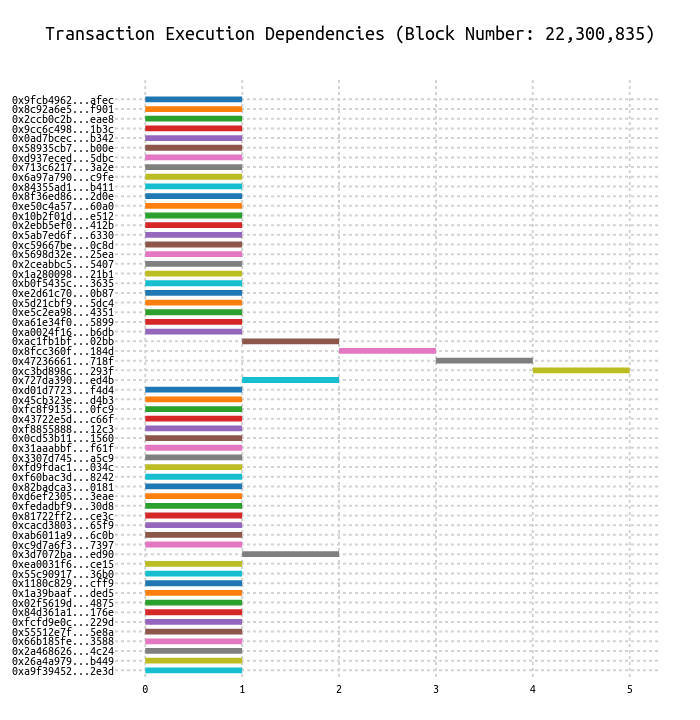 Transaction Execution Dependencies (Block Number: 22,300,835)
0x9fcb4962...afec
0x8c92a6e5...f901
0x2ccb0c2b...eae8
0x9cc6c498...1b3c
0x0ad7bcec...b342
0x58935cb7...b00e
0xd937eced...5dbc
0x713c6217...3a2e
0x6a97a790...c9fe
0x84355ad1...b411
0x8f36ed86...2d0e
0xe50c4a57...60a0
0x10b2f01d...e512
0x2ebb5ef0...412b
0x5ab7ed6f...6330
0xc59667be...0c8d
0x5698d32e...25ea
0x2ceabbc5...5407
0x1a280098...21b1
0xb0f5435c...3635
0xe2d61c70...0b87
0x5d21cbf9...5dc4
0xe5c2ea98...4351
0xa61e34f0...5899
0xa0024f16...b6db
0xac1fb1bf...02bb
0x8fcc360f...184d
0x47236661...718f
0xc3bd898c...293f
0x727da390...ed4b
0xd01d7723...f4d4
0x45cb323e...d4b3
0xfc8f9135...0fc9
0x43722e5d...c66f
0xf8855888...12c3
0x0cd53b11...1560
0x31aaabbf...f61f
0x3307d745...a5c9
0xfd9fdac1...034c
0xf60bac3d...8242
0x82badca3...0181
0xd6ef2305...3eae
0xfedadbf9...30d8
0x81722ff2...ce3c
0xcacd3803...65f9
0xab6011a9...6c0b
0xc9d7a6f3...7397
0x3d7072ba...ed90
0xea0031f6...ce15
0x55c90917...36b0
0x1180c829...cff9
0x1a39baaf...ded5
0x02f5619d...4875
0x84d361a1...176e
0xfcfd9e0c...229d
0x55512e7f...5e8a
0x66b185fe...3588
0x2a468626...4c24
0x26a4a979...b449
0xa9f39452...2e3d
0 1 2 3 4 5